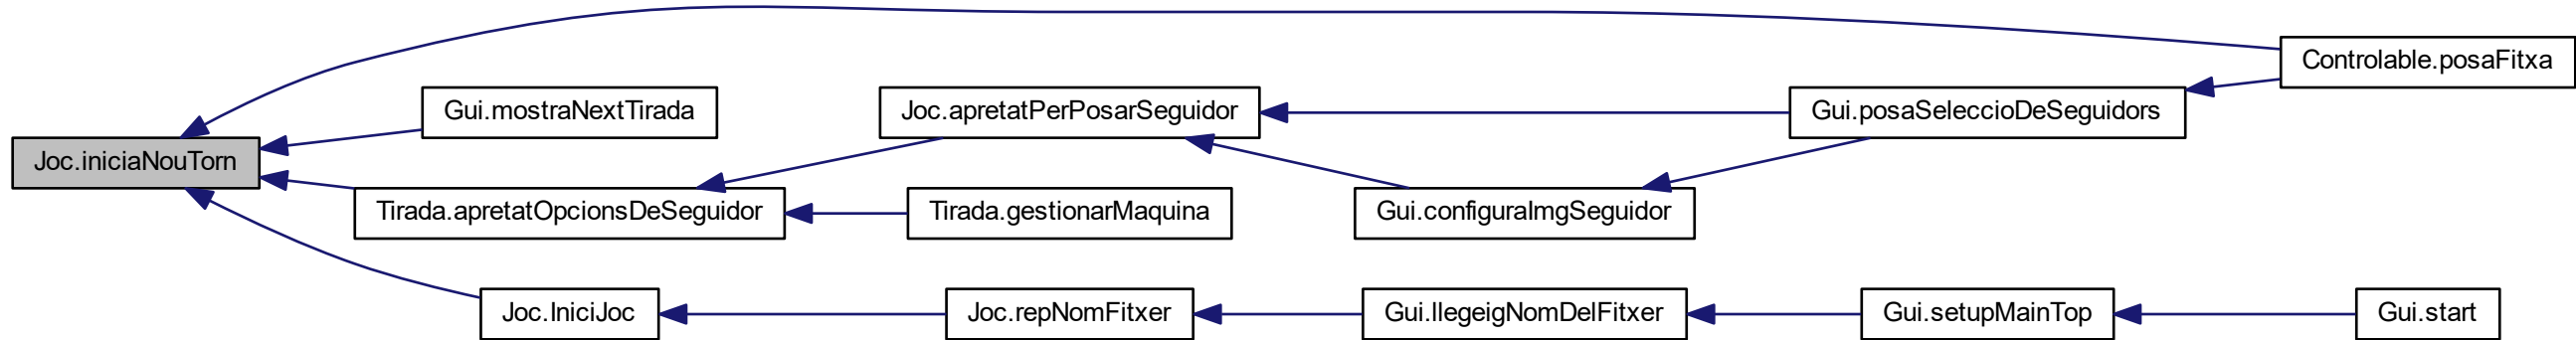 Joc.iniciaNouTorn
Controlable.posaFitxa
Gui.mostraNextTirada
Joc.apretatPerPosarSeguidor
Gui.posaSeleccioDeSeguidors
Tirada.apretatOpcionsDeSeguidor
Tirada.gestionarMaquina
Gui.configuraImgSeguidor
Joc.IniciJoc
Joc.repNomFitxer
Gui.llegeigNomDelFitxer
Gui.setupMainTop
Gui.start